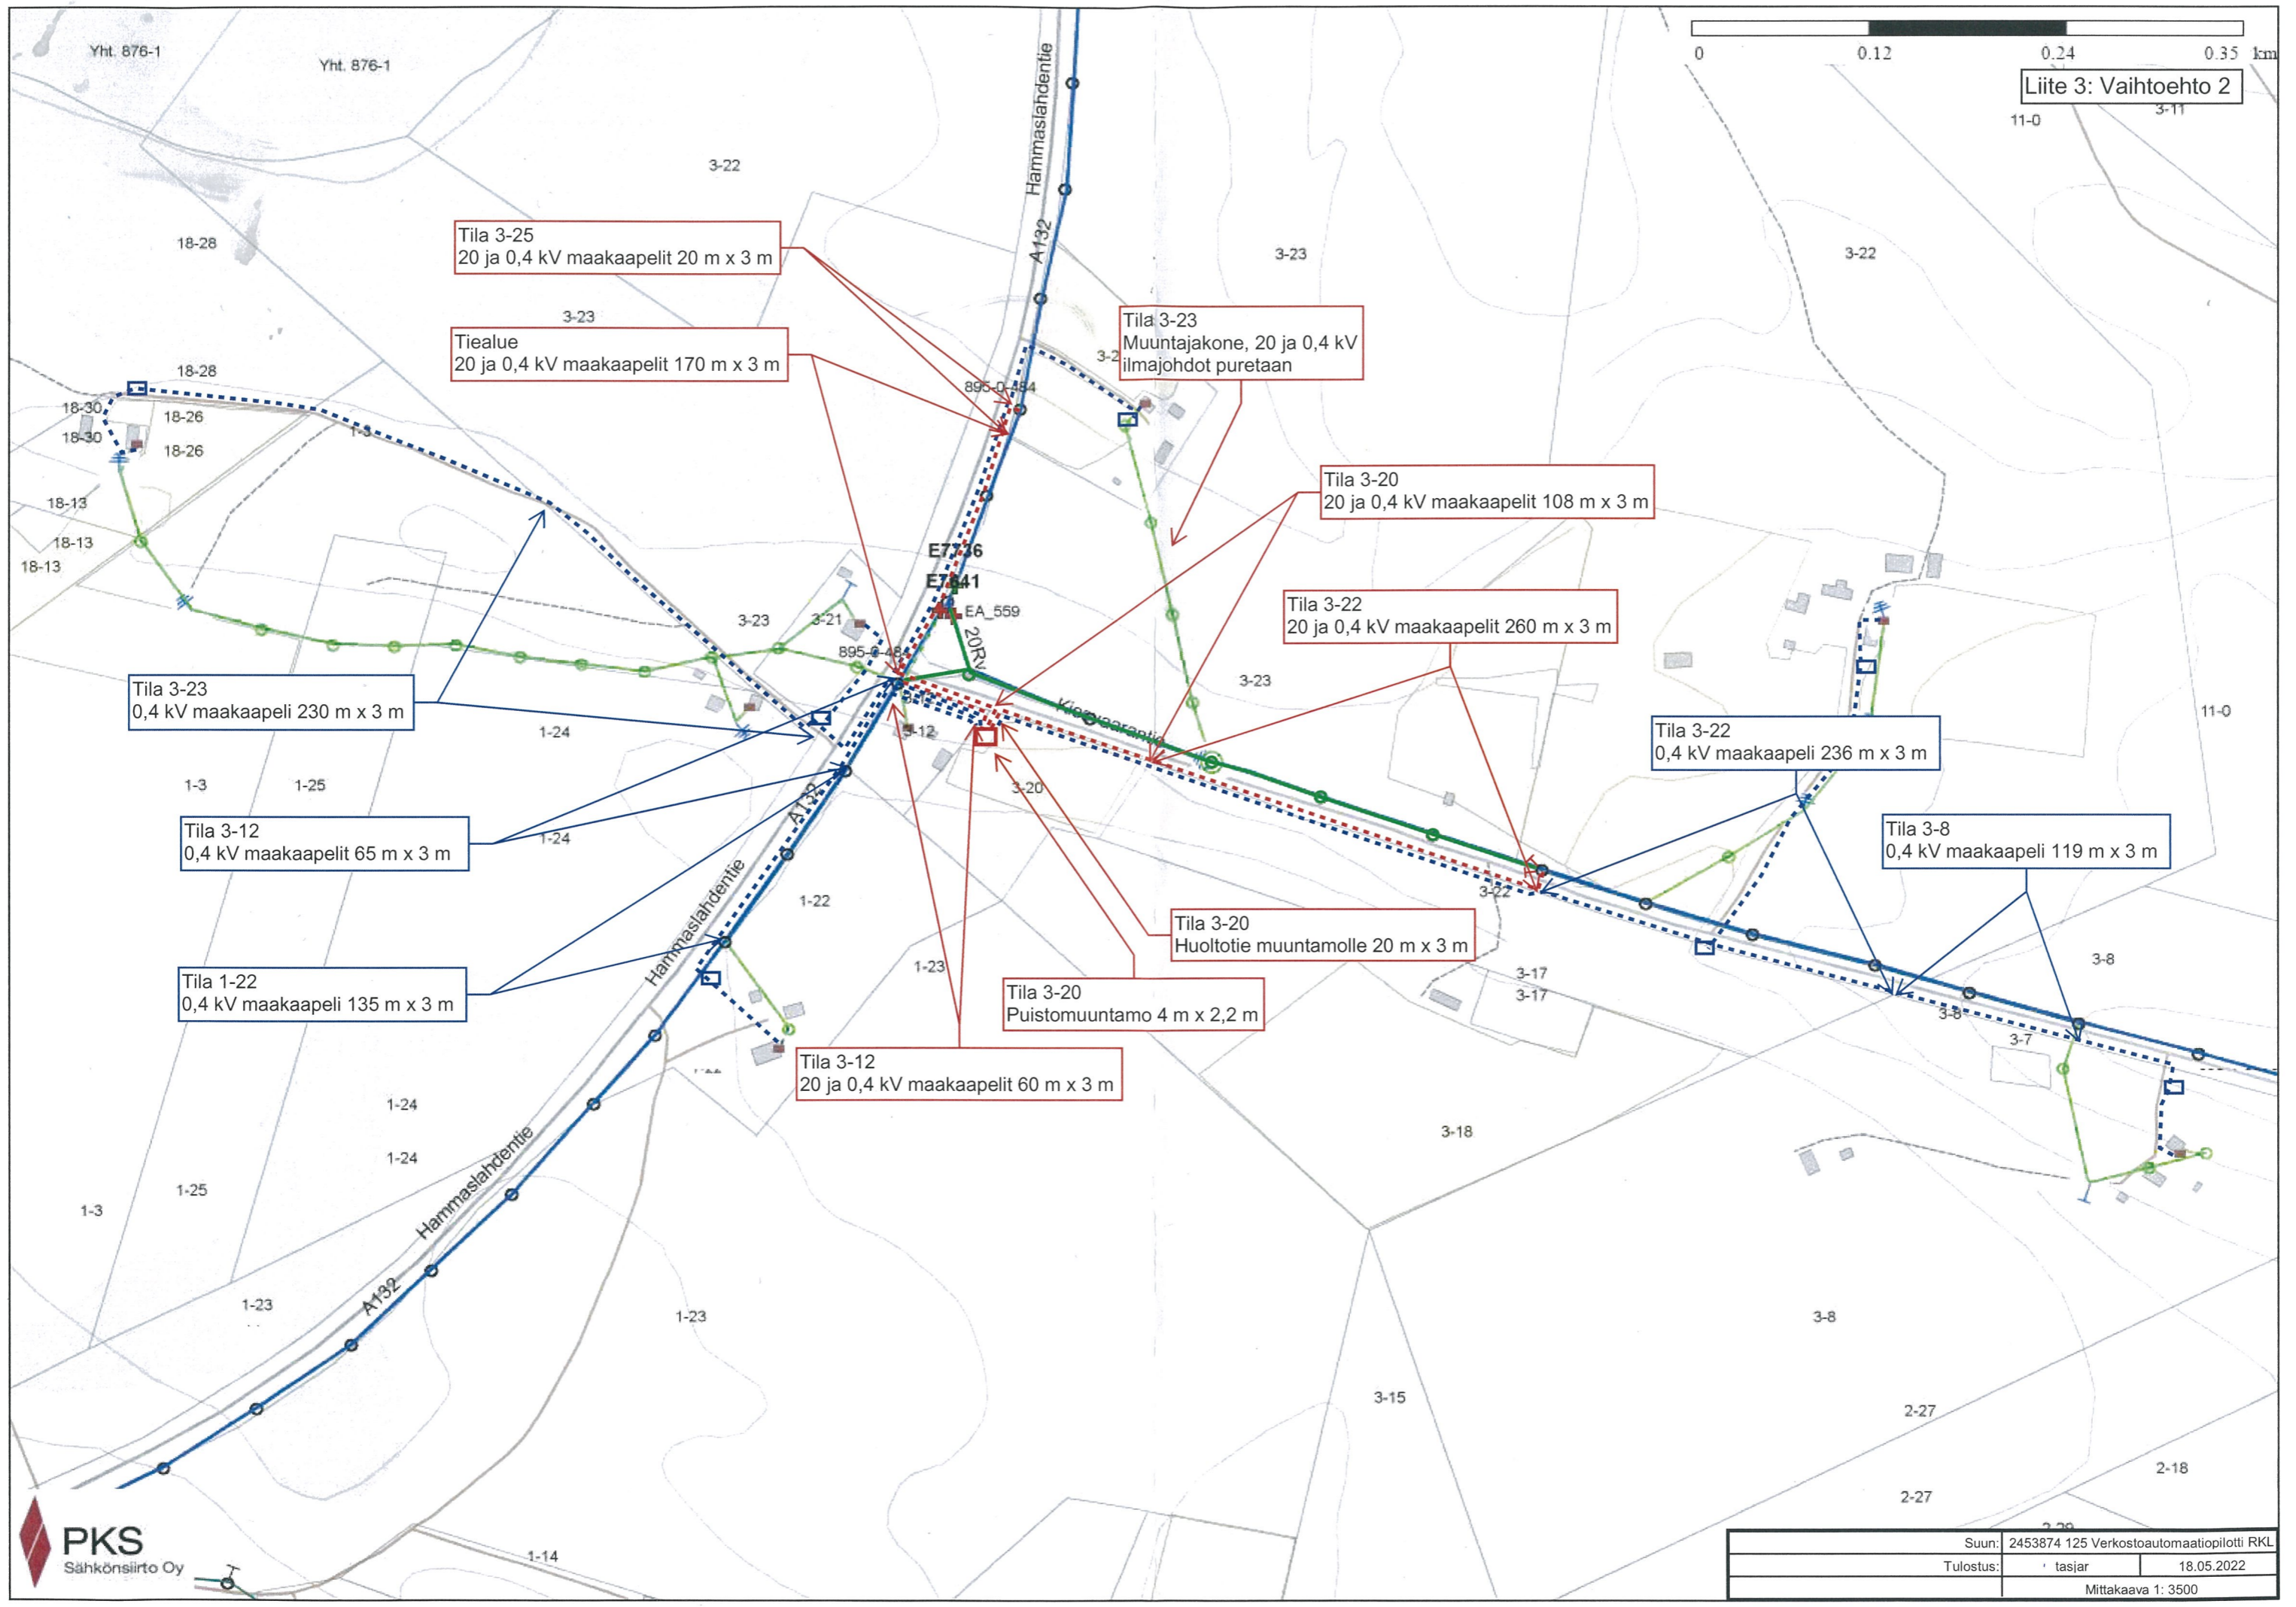 Yht. 876-1
Yht. 876-1
Hammaslahdentie
0
0.12
0.24
0.35 km
Liite 3: Vaihtoehto 2
3-11
11-0
3-22
18-28
Tila 3-25
20 ja 0,4 kV maakaapelit 20 m x 3 m
A132
3-23
3-22
3-23
Tiealue
20 ja 0,4 kV maakaapelit 170 m x 3 m
Tila 3-23
Muuntajakone, 20 ja 0,4 kV
ilmajohdot puretaan
18-28
895-0-484
18-30
18-26
1-3
18-30
18-26
Tila 3-20
20 ja 0,4 kV maakaapelit 108 m x 3 m
18-13
18-13
18-13
E7736
E7641
EA_559
3-23
3-21
Tila 3-22
20 ja 0,4 kV maakaapelit 260 m x 3 m
20Rv
3-23
Tila 3-23
0,4 kV maakaapeli 230 m x 3 m
1-24
3-12
11-0
Tila 3-22
0,4 kV maakaapeli 236 m x 3 m
1-3
1-25
3-20
A132
Tila 3-12
0,4 kV maakaapelit 65 m x 3 m
1-24
Tila 3-8
0,4 kV maakaapeli 119 m x 3 m
Hammaslahdentie
1-22
3-22
Tila 3-20
Huoltotie muuntamolle 20 m x 3 m
1-23
3-17
3-17
3-8
Tila 1-22
0,4 kV maakaapeli 135 m x 3 m
Tila 3-20
Puistomuuntamo 4 m x 2,2 m
3-8
3-7
Tila 3-12
20 ja 0,4 kV maakaapelit 60 m x 3 m
1-24
3-18
1-24
Hammaslahdentie
1-25
1-3
A132
1-23
1-23
3-8
3-15
2-27
2-18
2-27
PKS
Sähkönsiirto Oy
1-14
Suun: 2453874 125 Verkostoautomaatiopilotti RKL
Tulostus: tasjar 18.05.2022
Mittakaava 1: 3500